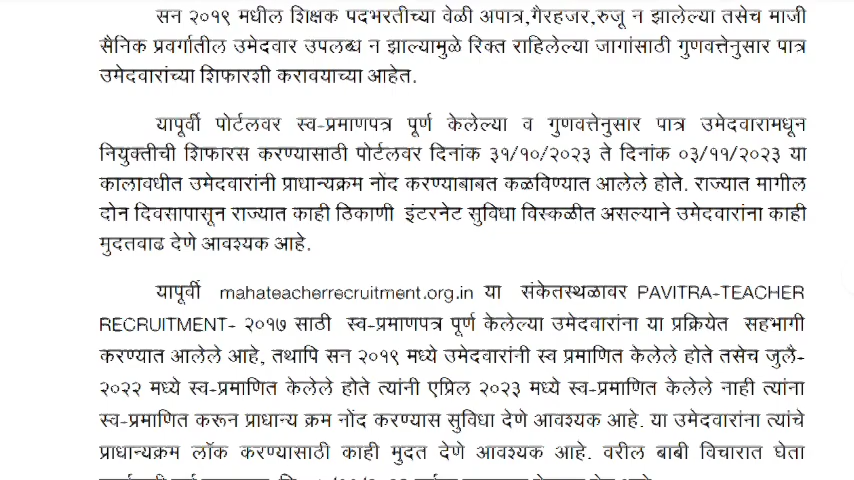 सन २०१९ मधील शिक्षक पदभरतीच्या वेळी अपात्र,गैरहजर,रुजू न झालेल्या तसेच माजी
सैनिक प्रवर्गातील उमेदवार उपलब्ध न झाल्यामुळे रिक्त राहिलेल्या जागांसाठी गुणवत्तेनुसार पात्र
उमेदवारांच्या शिफारशी करावयाच्या आहेत.
यापूर्वी पोर्टलवर स्व-प्रमाणपत्र पूर्ण केलेल्या व गुणवत्तेनुसार पात्र उमेदवारामधून
नियुक्तीची शिफारस करण्यासाठी पोर्टलवर दिनांक ३१/१०/२०२३ ते दिनांक ०३/११/२०२३ या
कालावधीत उमेदवारांनी प्राधान्यक्रम नोंद करण्याबाबत कळविण्यात आलेले होते. राज्यात मागील
दोन दिवसापासून राज्यात काही ठिकाणी इंटरनेट सुविधा विस्कळीत असल्याने उमेदवारांना काही
मुदतवाढ देणे आवश्यक आहे.
यापूर्वी mahateacherrecruitment.org.in या संकेतस्थळावर PAVITRA-TEACHER
RECRUITMENT- २०१७ साठी स्व-प्रमाणपत्र पूर्ण केलेल्या उमेदवारांना या प्रक्रियेत सहभागी
करण्यात आलेले आहे, तथापि सन २०१९ मध्ये उमेदवारांनी स्व प्रमाणित केलेले होते तसेच जुलै-
२०२२ मध्ये स्व-प्रमाणित केलेले होते त्यांनी एप्रिल २०२३ मध्ये स्व-प्रमाणित केलेले नाही त्यांना
स्व-प्रमाणित करून प्राधान्य क्रम नोंद करण्यास सुविधा देणे आवश्यक आहे. या उमेदवारांना त्यांचे
प्राधान्यक्रम लॉक करण्यासाठी काही मुदत देणे आवश्यक आहे. वरील बाबी विचारात घेता